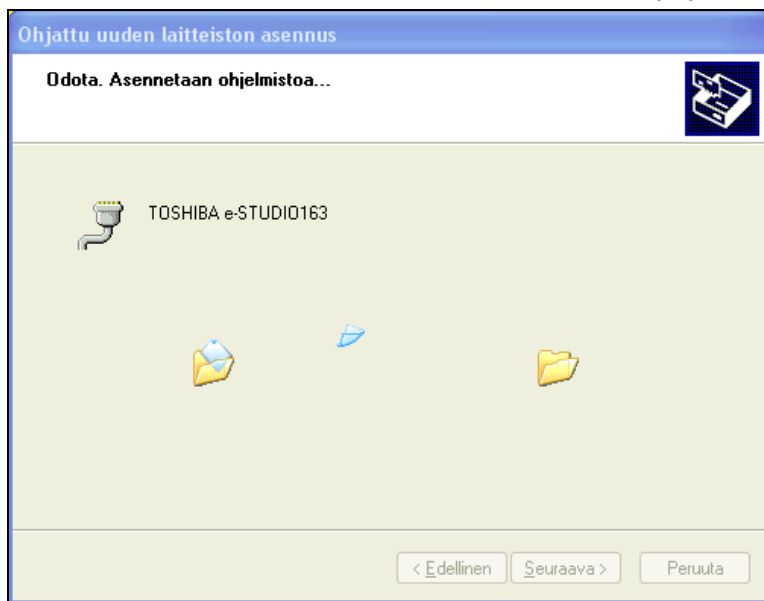 Ohjattu uuden laitteiston asennus
Odota. Asennetaan ohjelmistoa...
TOSHIBA e-STUDIO163
< Edellinen Seuraava > Peruuta